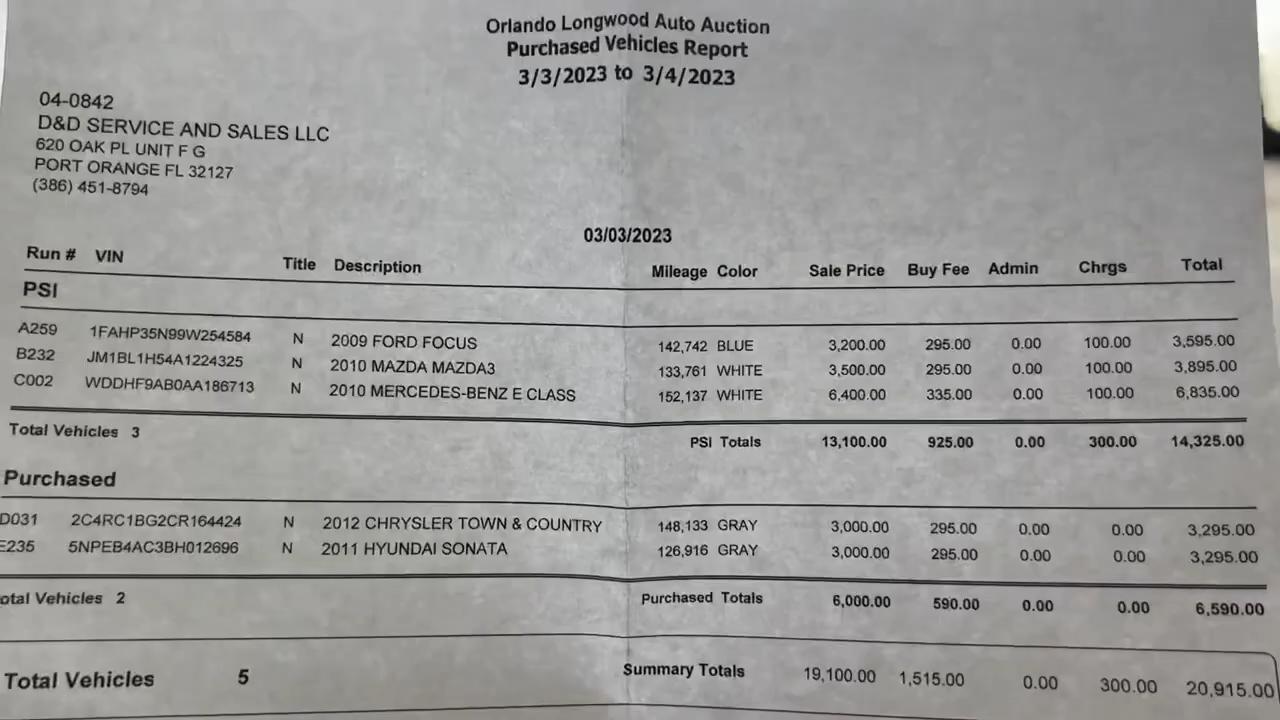 Orlando Longwood Auto Auction
Purchased Vehicles Report
3/3/2023 to 3/4/2023
04-0842
D&D SERVICE AND SALES LLC
620 OAK PL UNIT F G
PORT ORANGE FL 32127
(386) 451-8794
03/03/2023
Run # VIN Title Description Mileage Color Sale Price Buy Fee Admin Chrgs Total
PSI
A259 1FAHP35N99W254584 N 2009 FORD FOCUS 142,742 BLUE 3,200.00 295.00 0.00 100.00 3,595.00
B232 JM1BL1H54A1224325 N 2010 MAZDA MAZDA3 133,761 WHITE 3,500.00 295.00 0.00 100.00 3,895.00
C002 WDDHF9AB0AA186713 N 2010 MERCEDES-BENZ E CLASS 152,137 WHITE 6,400.00 335.00 0.00 100.00 6,835.00
Total Vehicles 3 PSI Totals 13,100.00 925.00 0.00 300.00 14,325.00
Purchased
D031 2C4RC1BG2CR164424 N 2012 CHRYSLER TOWN & COUNTRY 148,133 GRAY 3,000.00 295.00 0.00 0.00 3,295.00
E235 5NPEB4AC3BH012696 N 2011 HYUNDAI SONATA 126,916 GRAY 3,000.00 295.00 0.00 0.00 3,295.00
otal Vehicles 2 Purchased Totals 6,000.00 590.00 0.00 0.00 6,590.00
Total Vehicles 5 Summary Totals 19,100.00 1,515.00 0.00 300.00 20,915.00